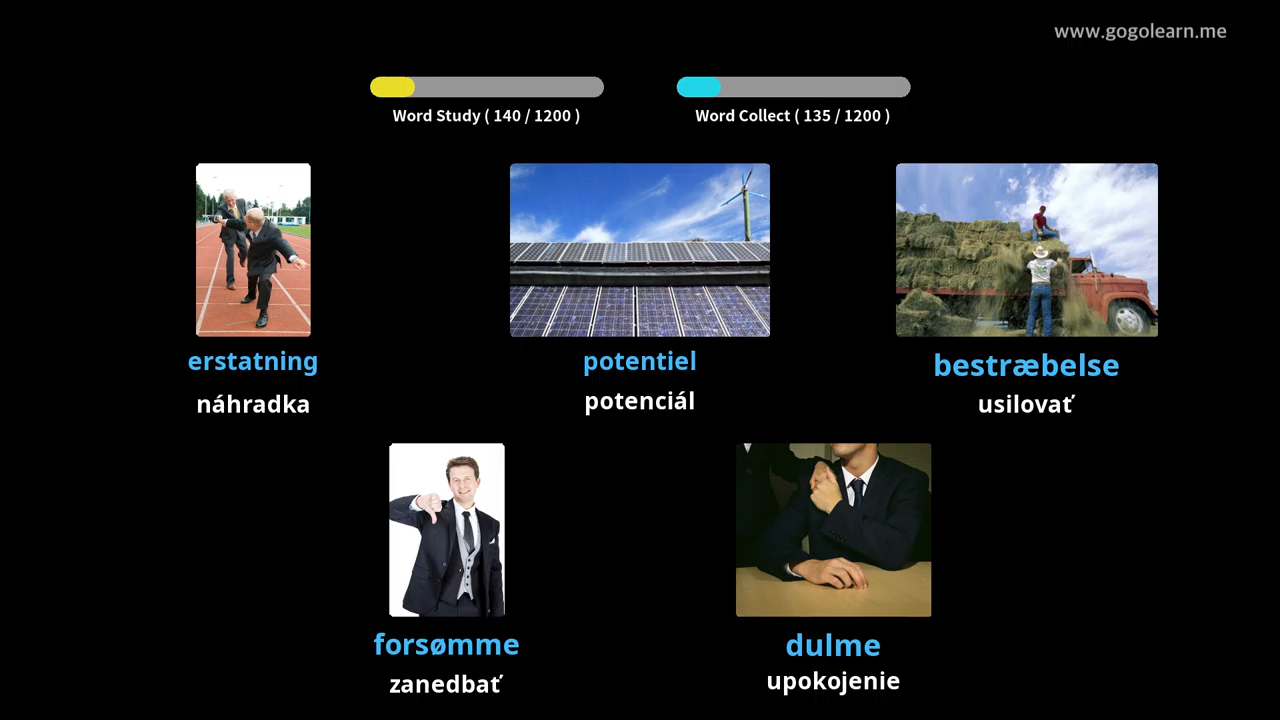 www.gogolearn.me
Word Study ( 140 / 1200 )
Word Collect ( 135 / 1200 )
erstatning
náhradka
potentiel
potenciál
bestræbelse
usilovať
forsømme
zanedbať
dulme
upokojenie